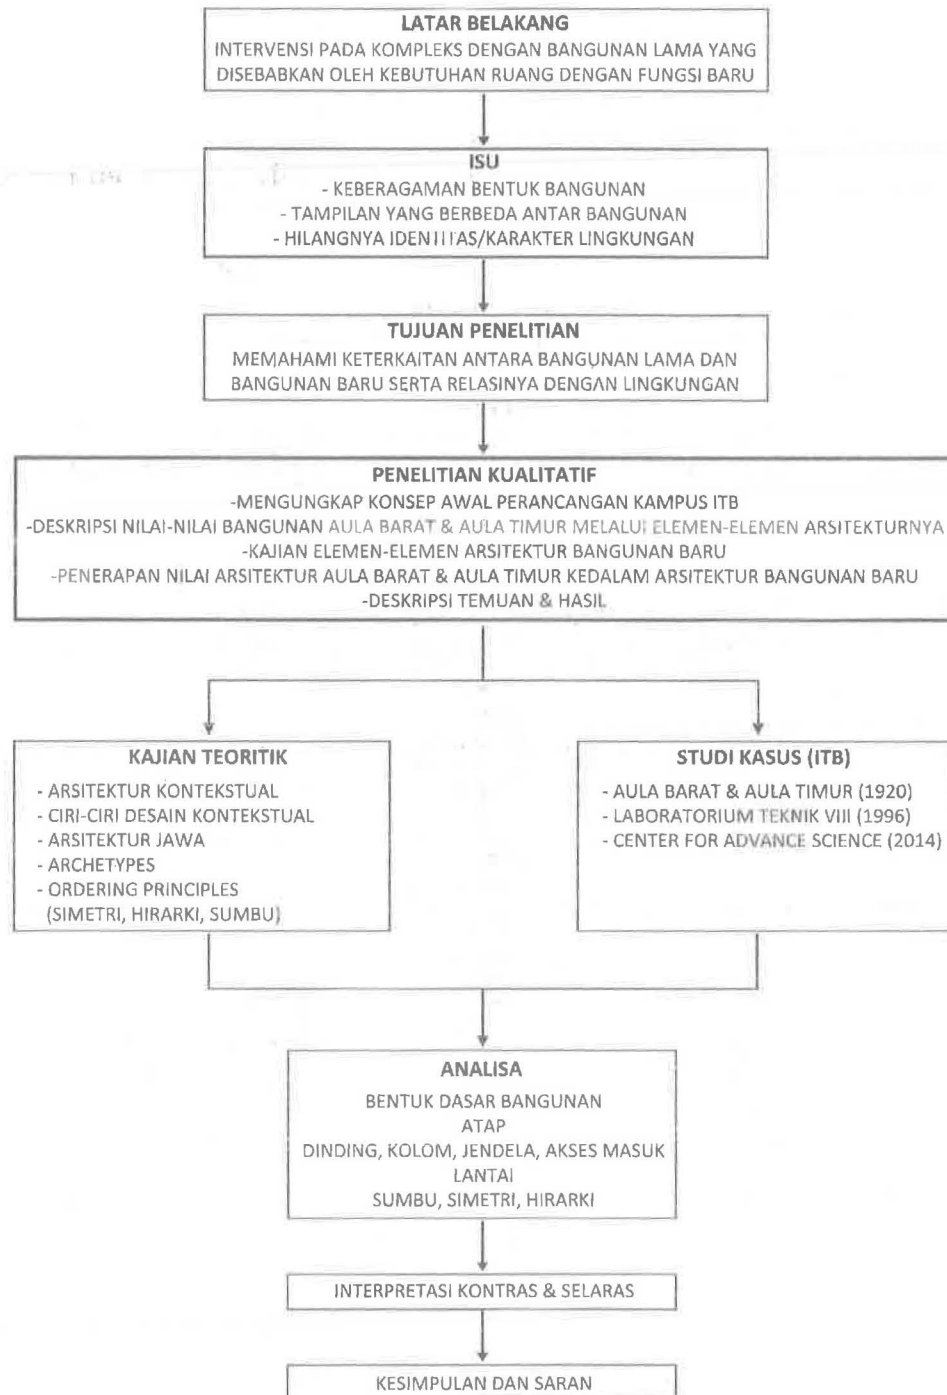 LATAR BELAKANG
INTERVENSI PADA KOMPLEKS DENGAN BANGUNAN LAMA YANG
DISEBABKAN OLEH KEBUTUHAN RUANG DENGAN FUNGSI BARU
ISU
- KEBERAGAMAN BENTUK BANGUNAN
- TAMPILAN YANG BERBEDA ANTAR BANGUNAN
- HILANGNYA IDENTITAS/KARAKTER LINGKUNGAN
TUJUAN PENELITIAN
MEMAHAMI KETERKAITAN ANTARA BANGUNAN LAMA DAN
BANGUNAN BARU SERTA RELASINYA DENGAN LINGKUNGAN
PENELITIAN KUALITATIF
-MENGUNGKAP KONSEP AWAL PERANCANGAN KAMPUS ITB
-DESKRIPSI NILAI-NILAI BANGUNAN AULA BARAT & AULA TIMUR MELALUI ELEMEN-ELEMEN ARSITEKTURNYA
-KAJIAN ELEMEN-ELEMEN ARSITEKTUR BANGUNAN BARU
-PENERAPAN NILAI ARSITEKTUR AULA BARAT & AULA TIMUR KEDALAM ARSITEKTUR BANGUNAN BARU
-DESKRIPSI TEMUAN & HASIL
KAJIAN TEORITIK
- ARSITEKTUR KONTEKSTUAL
- CIRI-CIRI DESAIN KONTEKSTUAL
- ARSITEKTUR JAWA
- ARCHETYPES
- ORDERING PRINCIPLES
(SIMETRI, HIRARKI, SUMBU)
STUDI KASUS (ITB)
- AULA BARAT & AULA TIMUR (1920)
- LABORATORIUM TEKNIK VIII (1996)
- CENTER FOR ADVANCE SCIENCE (2014)
ANALISA
BENTUK DASAR BANGUNAN
ATAP
DINDING, KOLOM, JENDELA, AKSES MASUK
LANTAI
SUMBU, SIMETRI, HIRARKI
INTERPRETASI KONTRAS & SELARAS
KESIMPULAN DAN SARAN